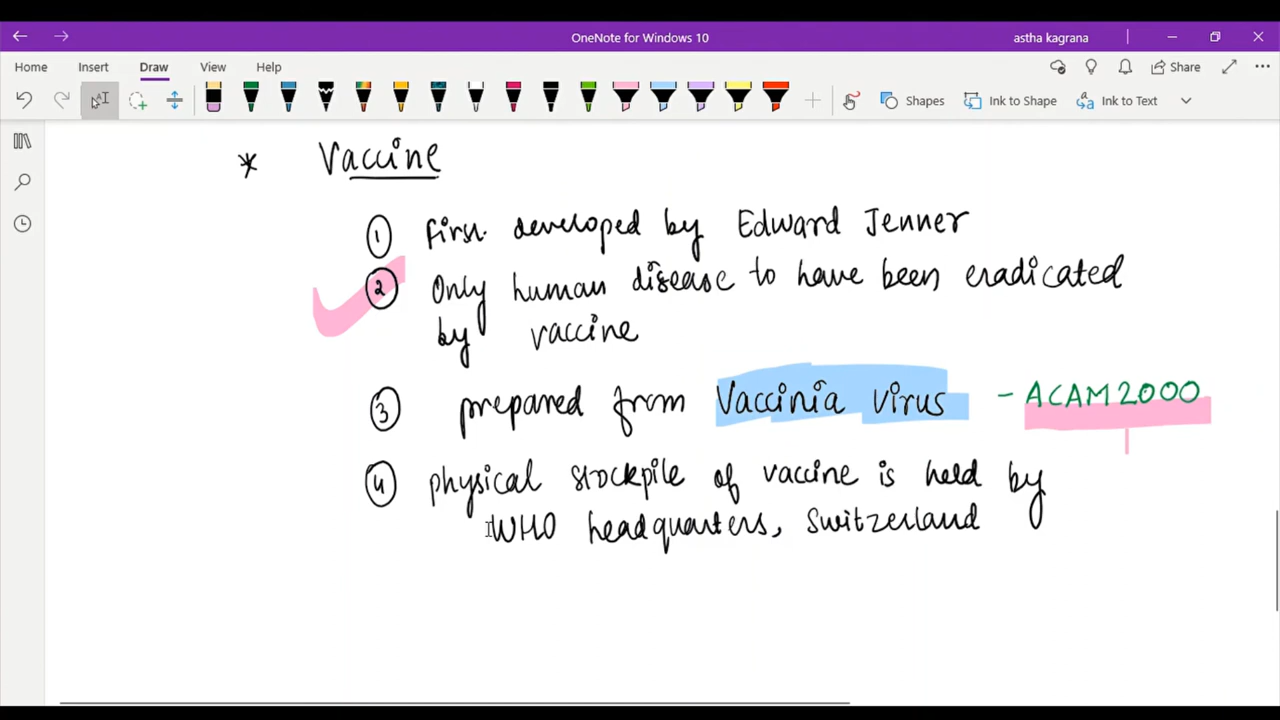 OneNote for Windows 10
astha kagrana
Home Insert Draw View Help
Share
Shapes Ink to Shape Ink to Text
* Vaccine
1 first developed by Edward Jenner
2 Only human disease to have been eradicated
by vaccine
3 prepared from Vaccinia virus - ACAM2000
4 physical stockpile of vaccine is held by
WHO headquarters, Switzerland